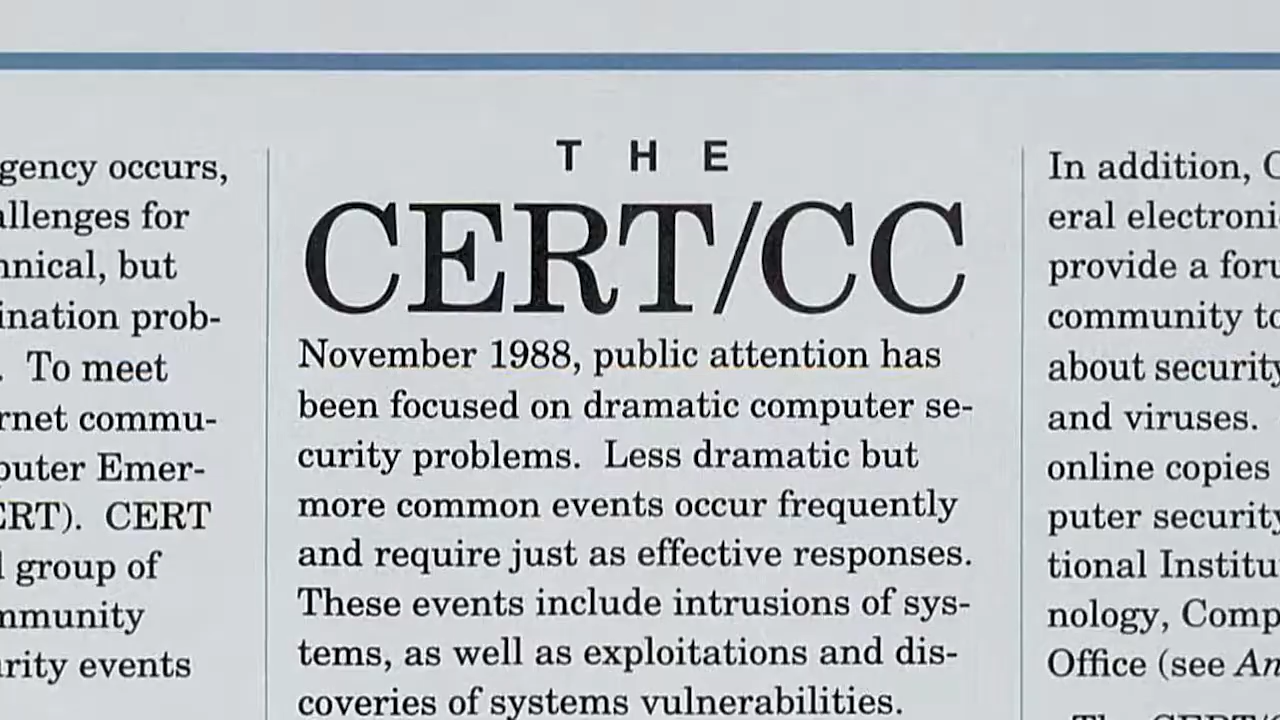 gency occurs,
allenges for
hnical, but
ination prob-
. To meet
rnet commu-
puter Emer-
ERT). CERT
group of
mmunity
urity events
THE
CERT/CC
November 1988, public attention has
been focused on dramatic computer se-
curity problems. Less dramatic but
more common events occur frequently
and require just as effective responses.
These events include intrusions of sys-
tems, as well as exploitations and dis-
coveries of systems vulnerabilities.
In addition, C
eral electroni
provide a foru
community to
about security
and viruses.
online copies
puter security
tional Institu
nology, Comp
Office (see An